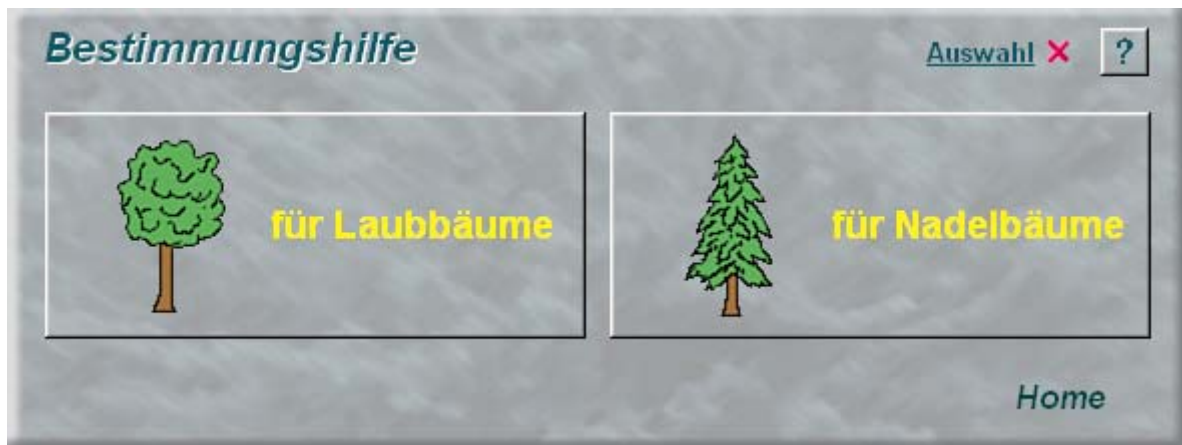 Bestimmungshilfe
Auswahl ?
für Laubbäume
für Nadelbäume
Home